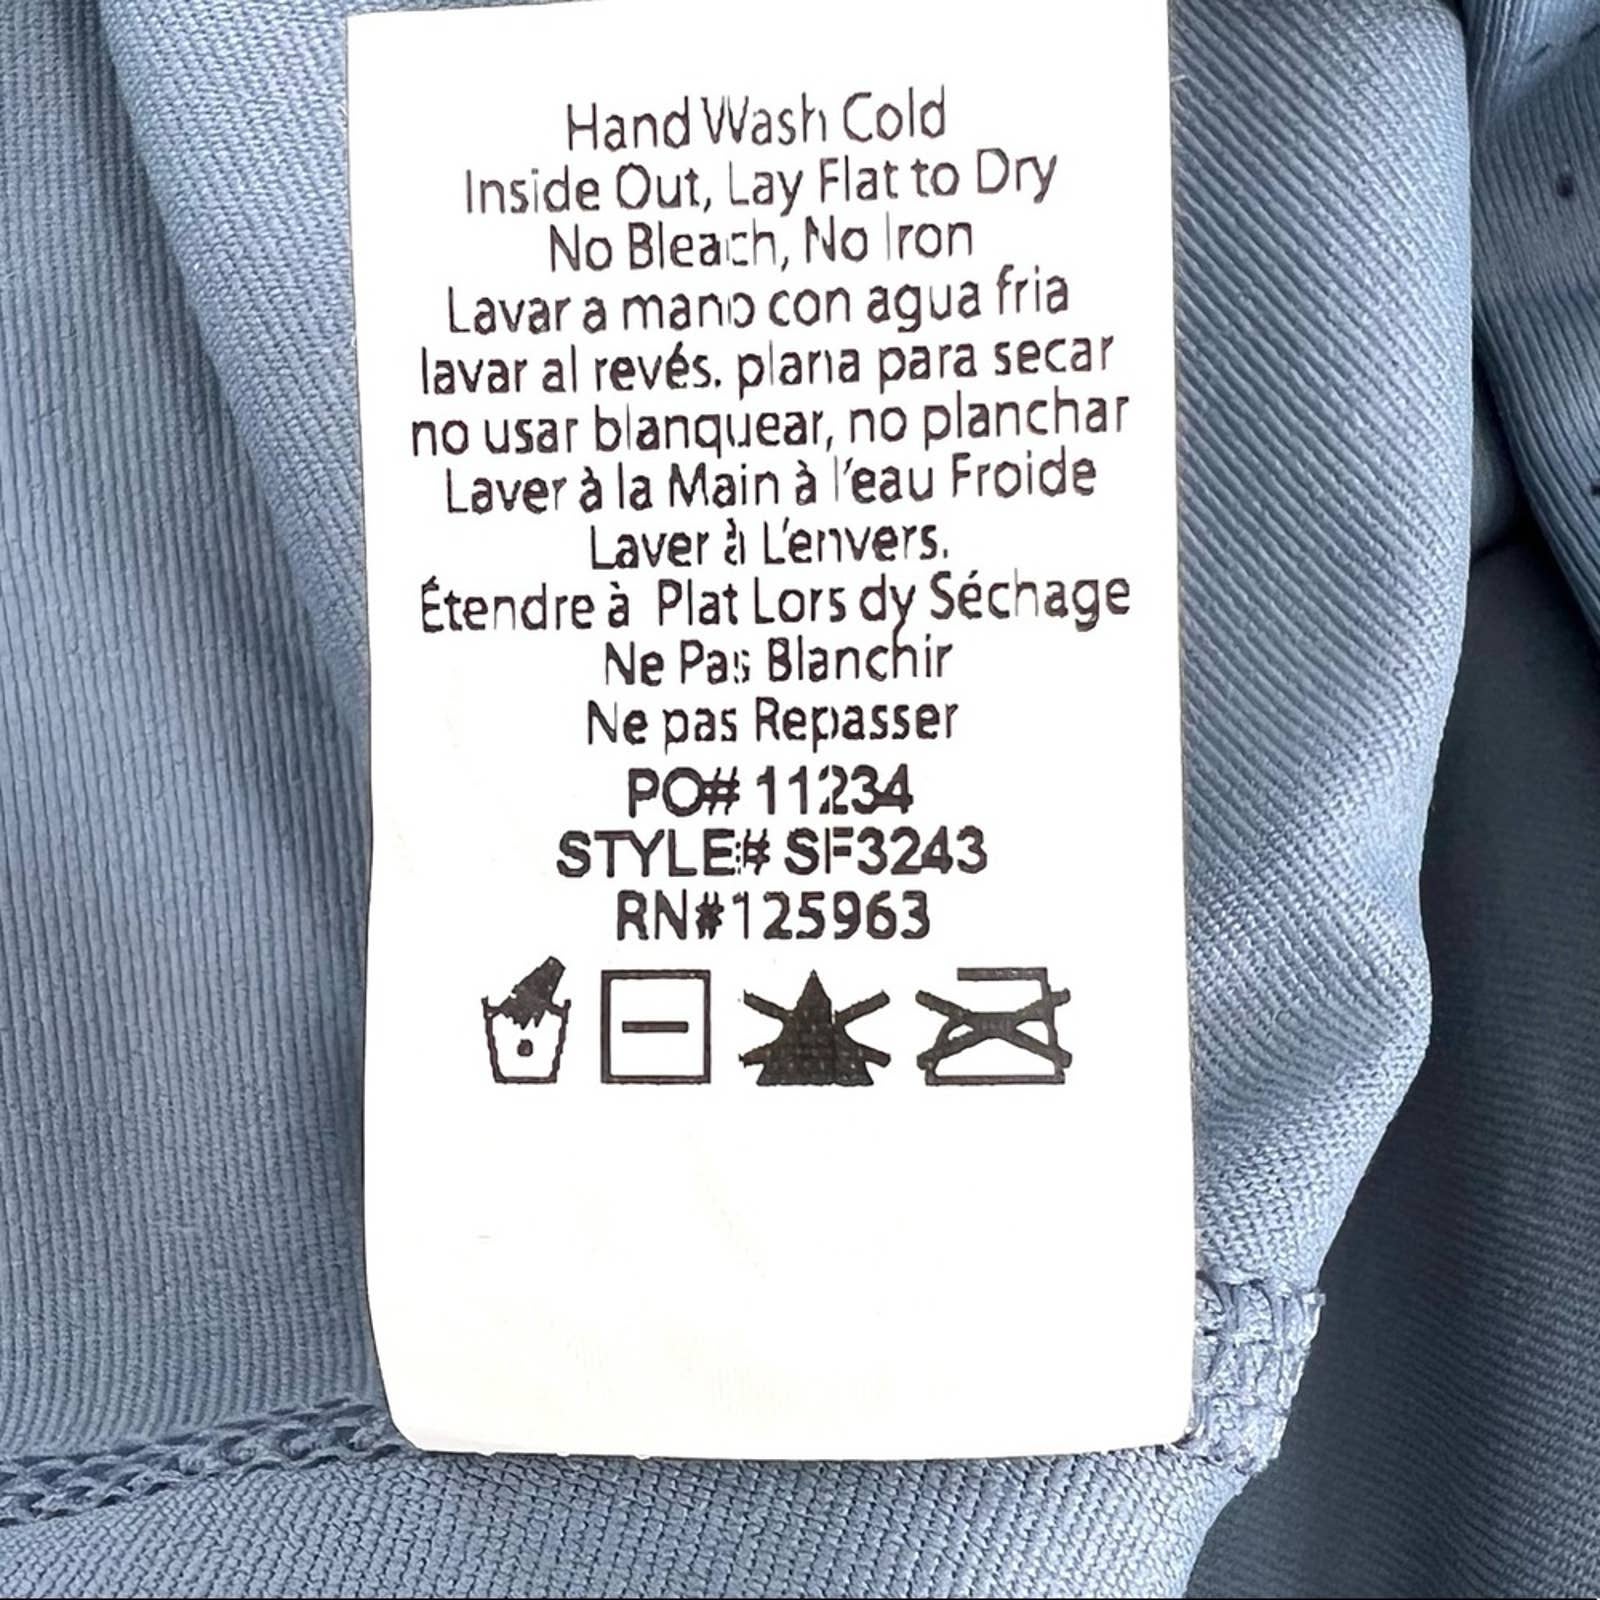 Hand Wash Cold
Inside Out, Lay Flat to Dry
No Bleach, No Iron
Lavar a mano con agua fria
lavar al revés. plana para secar
no usar blanquear, no planchar
Laver à la Main à l'eau Froide
Laver à L'envers.
Étendre à Plat Lors dy Séchage
Ne Pas Blanchir
Ne pas Repasser
PO# 11234
STYLE# SF3243
RN#125963